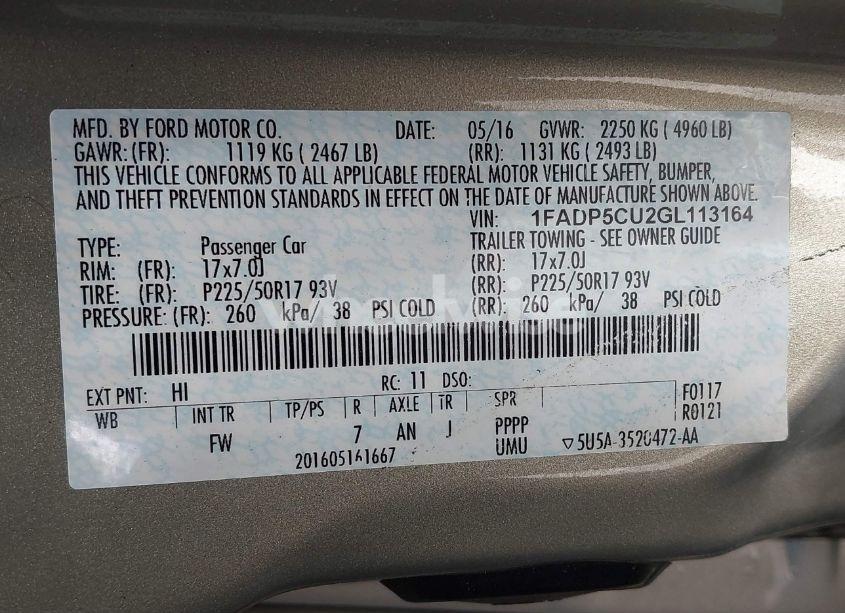 MFD. BY FORD MOTOR CO. DATE: 05/16 GVWR: 2250 KG ( 4960 LB)
GAWR: (FR): 1119 KG ( 2467 LB) (RR): 1131 KG ( 2493 LB)
THIS VEHICLE CONFORMS TO ALL APPLICABLE FEDERAL MOTOR VEHICLE SAFETY, BUMPER,
AND THEFT PREVENTION STANDARDS IN EFFECT ON THE DATE OF MANUFACTURE SHOWN ABOVE.
VIN: 1FADP5CU2GL113164
TYPE: Passenger Car TRAILER TOWING - SEE OWNER GUIDE
RIM: (FR): 17x7.0J (RR): 17x7.0J
TIRE: (FR): P225/50R17 93V (RR): P225/50R17 93V
PRESSURE: (FR): 260 kPa/ 38 PSI COLD (RR): 260 kPa/ 38 PSI COLD
EXT PNT: HI RC: 11 DSO:
WB INT TR TP/PS R AXLE TR SPR F0117
R0121
FW 7 AN J PPPP
UMU
201605161667 ▽5U5A-3520472-AA